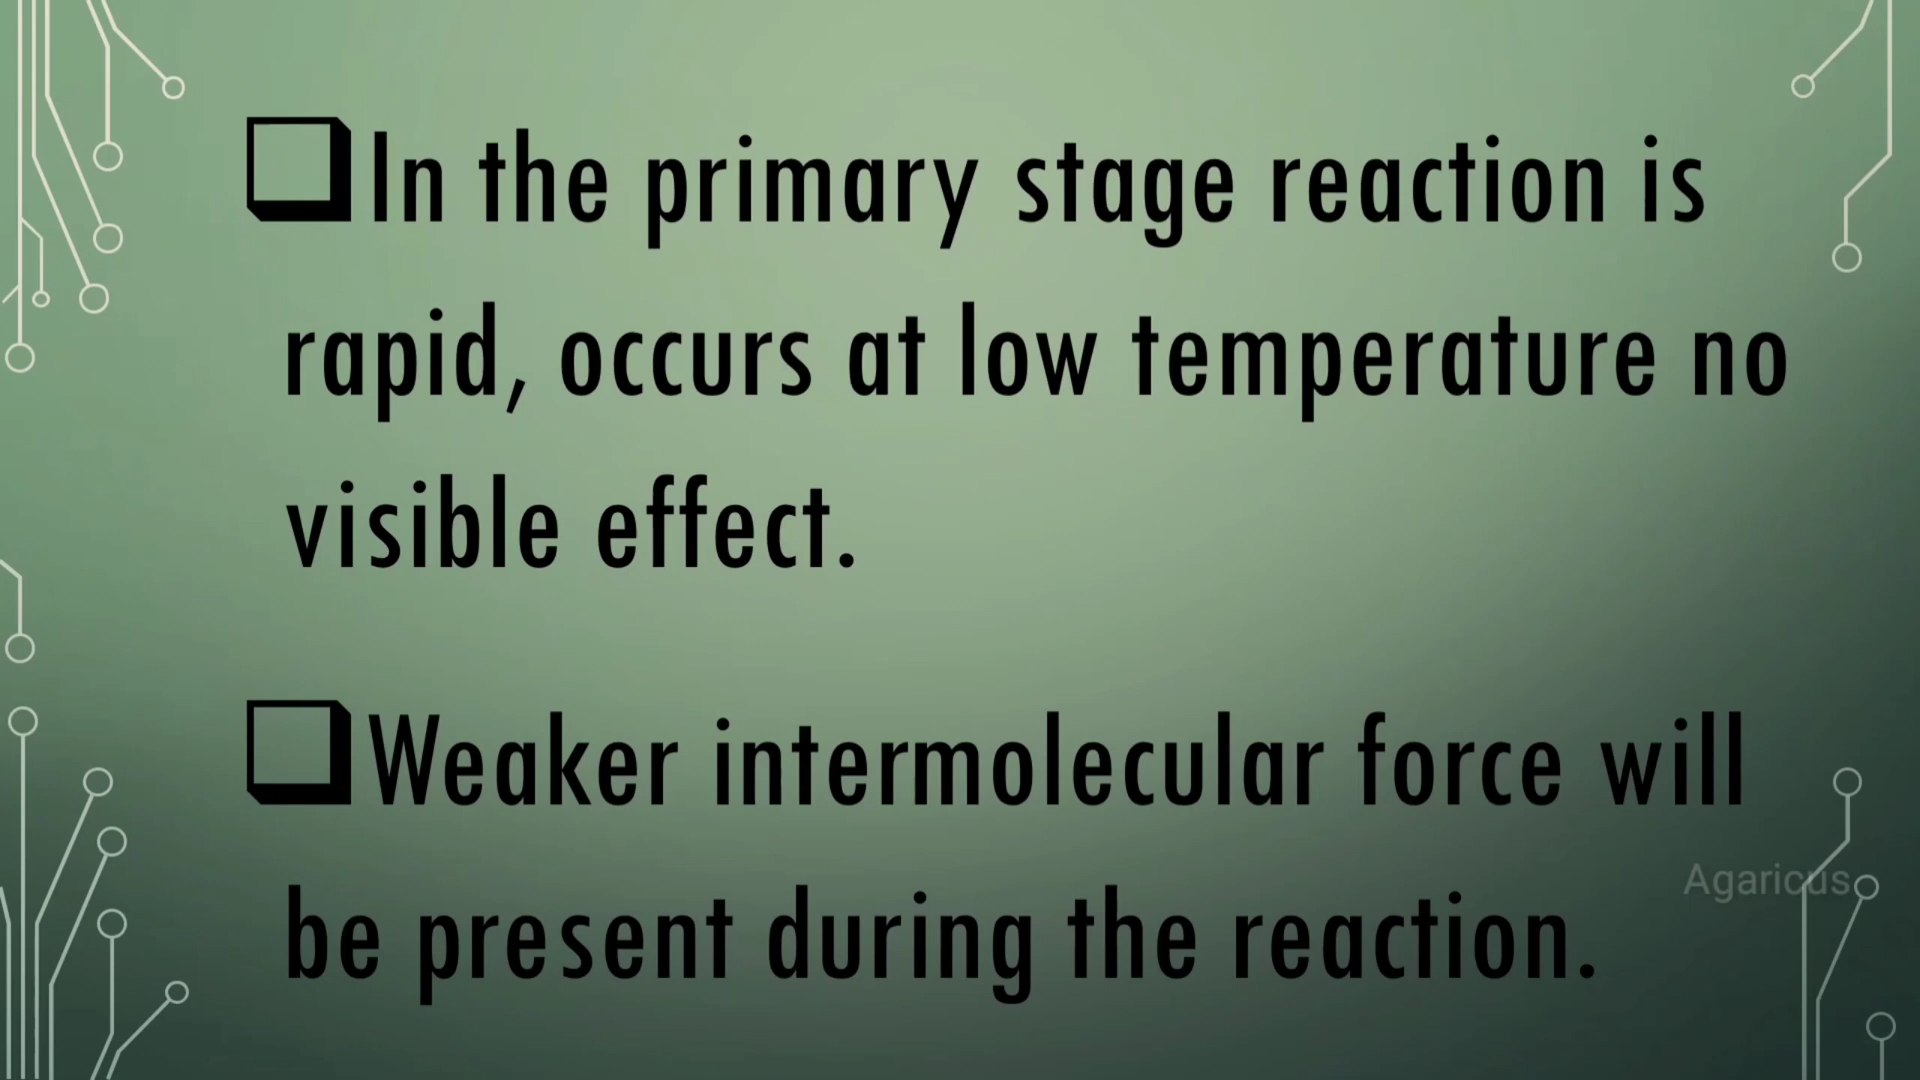 In the primary stage reaction is
rapid, occurs at low temperature no
visible effect.
Weaker intermolecular force will
be present during the reaction.
Agaricus